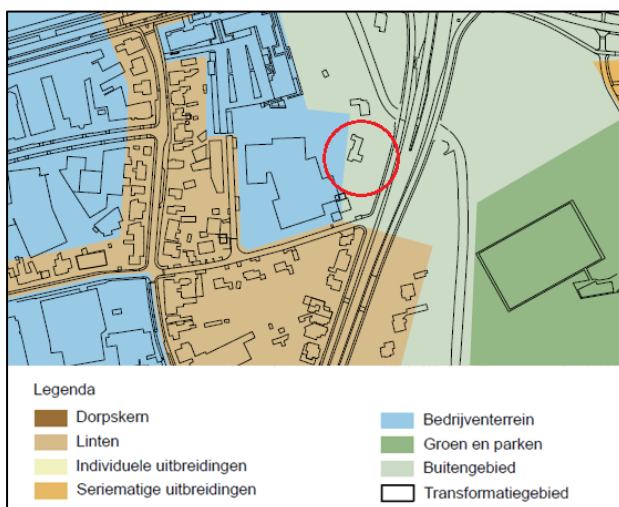 Legenda
Dorpskern
Linten
Individuele uitbreidingen
Seriematige uitbreidingen
Bedrijventerrein
Groen en parken
Buitengebied
Transformatiegebied